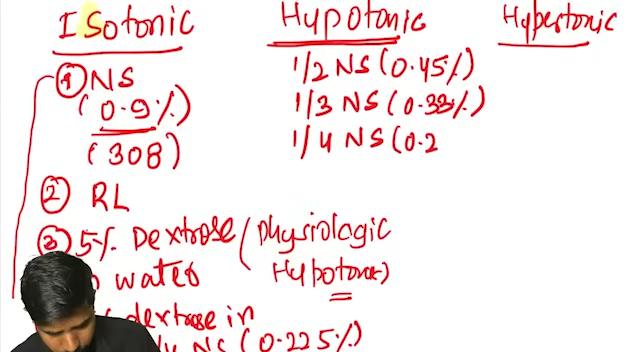 ISotonic
① NS
(0.9%)
(308)
② RL
③ 5% Dextrose (physiologic
water Hypotonic)
dextrose in
NS (0.225%)
Hypotonic
1/2 NS (0.45%)
1/3 NS (0.33%)
1/4 NS (0.2
Hypertonic